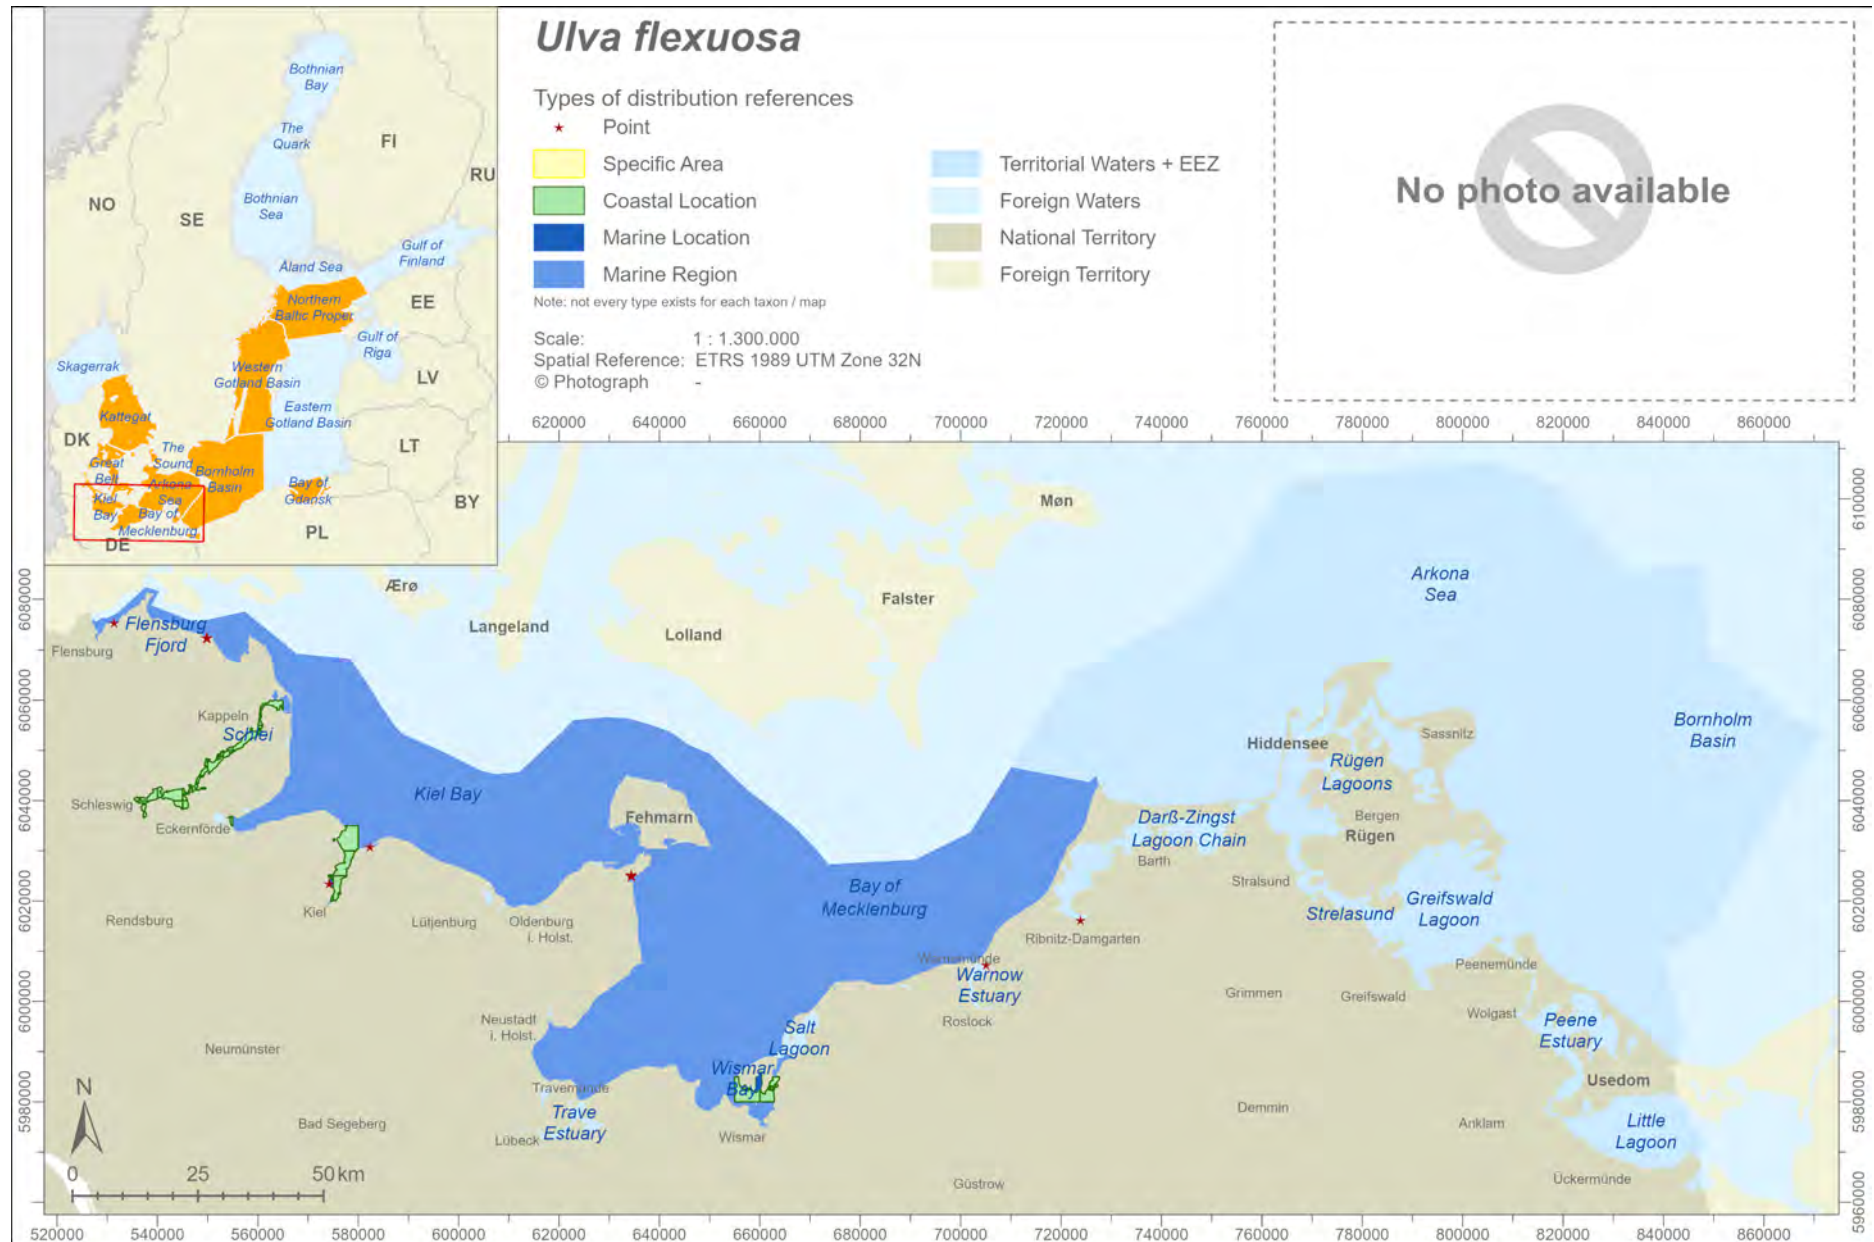 Ulva flexuosa
Types of distribution references
Point
Specific Area
Coastal Location
Marine Location
Marine Region
Territorial Waters + EEZ
Foreign Waters
National Territory
Foreign Territory
Note: not every type exists for each taxon / map
Scale: 1 : 1.300.000
Spatial Reference: ETRS 1989 UTM Zone 32N
© Photograph -
No photo available
Bothnian
Bay
The
Quark
FI
RU
NO
SE
Bothnian
Sea
Gulf of
Finland
Åland Sea
Northern
Baltic Proper
EE
Gulf of
Riga
Skagerrak
Western
Gotland Basin
LV
Kattegat
Eastern
Gotland Basin
DK
The
Sound
LT
Great
Belt
Bornholm
Basin
Arkona
Sea
Bay of
Gdansk
Kiel
Bay
Bay of
Mecklenburg
BY
PL
DE
620000 640000 660000 680000 700000 720000 740000 760000 780000 800000 820000 840000 860000
6100000
6080000
6060000
6040000
6020000
6000000
5980000
5960000
6080000
6060000
6040000
6020000
6000000
5980000
Møn
Ærø
Langeland
Lolland
Falster
Arkona
Sea
Flensburg
Fjord
Flensburg
Kappeln
Schlei
Schleswig
Eckernförde
Kiel Bay
Fehmarn
Hiddensee
Sassnitz
Rügen
Lagoons
Bergen
Rügen
Bornholm
Basin
Darß-Zingst
Lagoon Chain
Barth
Stralsund
Strelasund
Greifswald
Lagoon
Bay of
Mecklenburg
Rendsburg
Kiel
Lütjenburg
Oldenburg
i. Holst.
Ribnitz-Damgarten
Warnemünde
Warnow
Estuary
Rostock
Grimmen
Greifswald
Peenemünde
Wolgast
Peene
Estuary
Usedom
Neustadt
i. Holst.
Neumünster
Salt
Lagoon
Wismar
Bay
Travemünde
Trave
Estuary
Lübeck
Wismar
Bad Segeberg
Demmin
Anklam
Little
Lagoon
Ückermünde
Güstrow
N
0 25 50 km
520000 540000 560000 580000 600000 620000 640000 660000 680000 700000 720000 740000 760000 780000 800000 820000 840000 860000